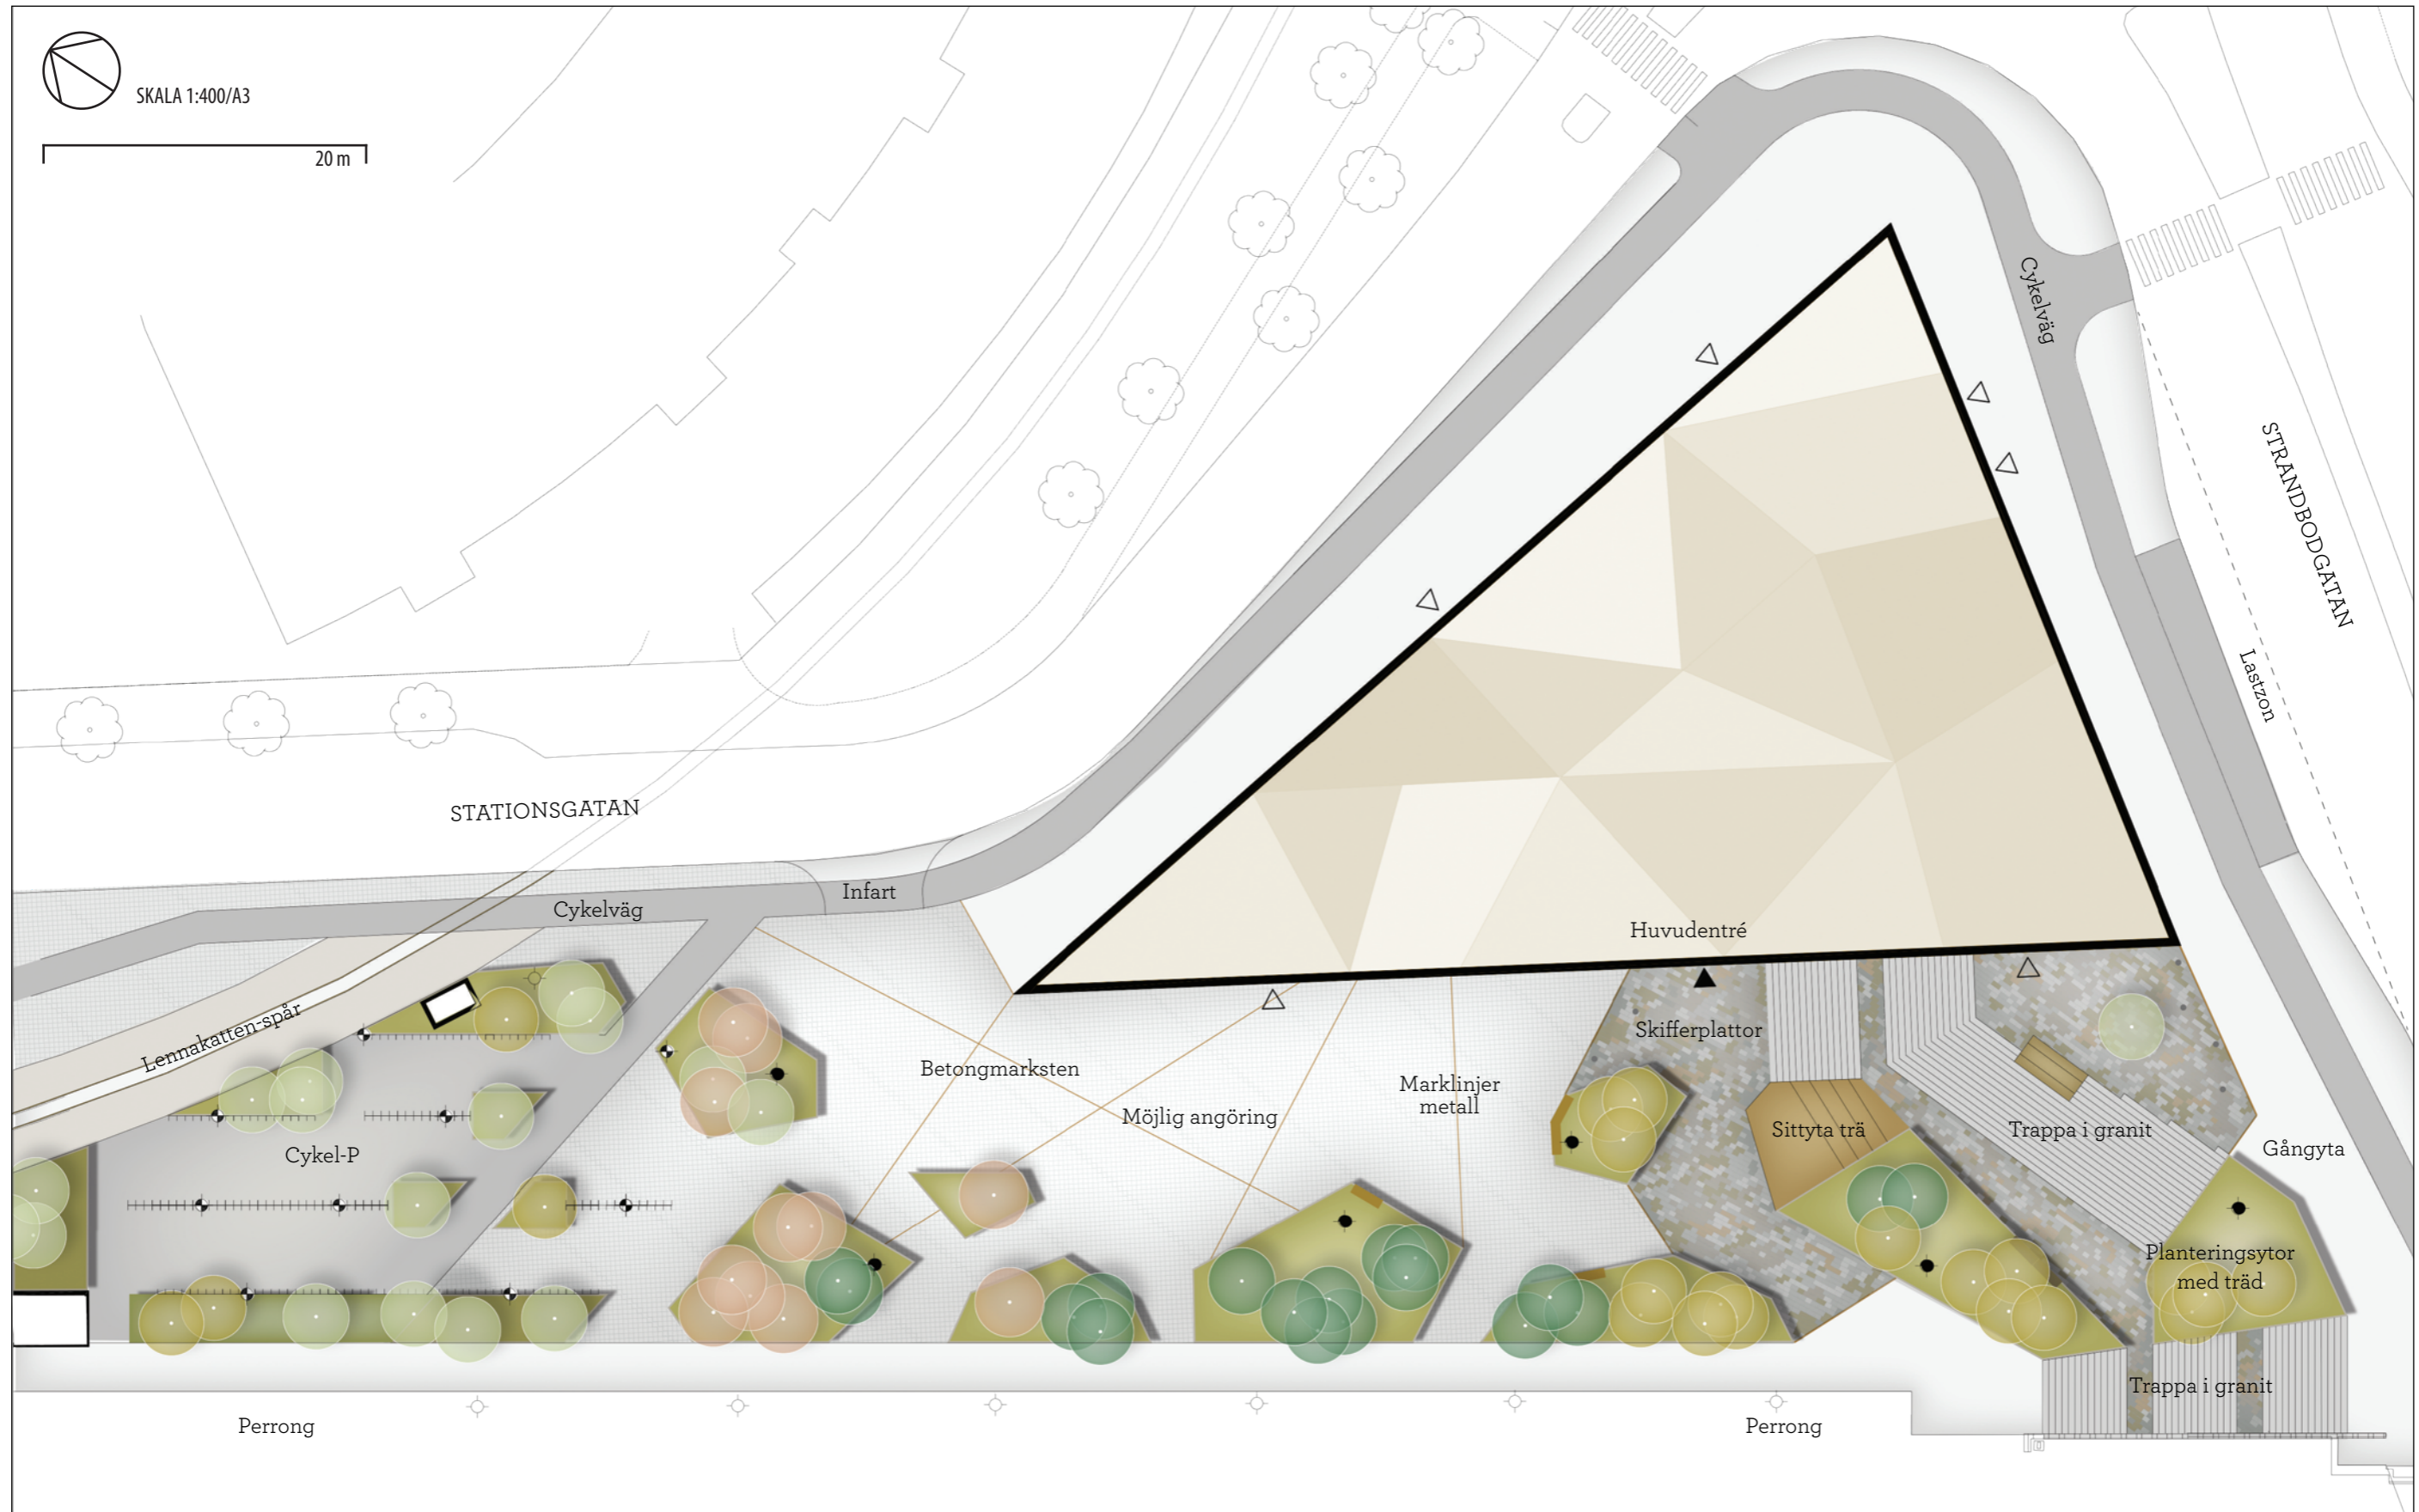 SKALA 1:400/A3
20 m
Cykelväg
STRANDBODGATAN
Lastzon
STATIONSGATAN
Infart
Cykelväg
Huvudentré
Lennakatten-spår
Skifferplattor
Betongmarksten
Marklinjer
metall
Möjlig angöring
Sittyta trä
Trappa i granit
Gångyta
Cykel-P
Planteringsytor
med träd
Trappa i granit
Perrong
Perrong